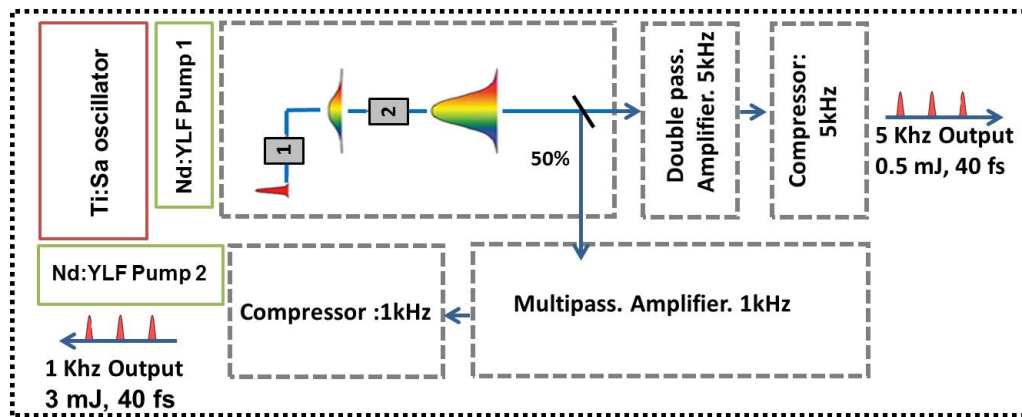 Ti:Sa oscillator
Nd:YLF Pump 1
1
2
50%
Double pass.
Amplifier. 5kHz
Compressor:
5kHz
5 Khz Output
0.5 mJ, 40 fs
Nd:YLF Pump 2
Compressor :1kHz
Multipass. Amplifier. 1kHz
1 Khz Output
3 mJ, 40 fs